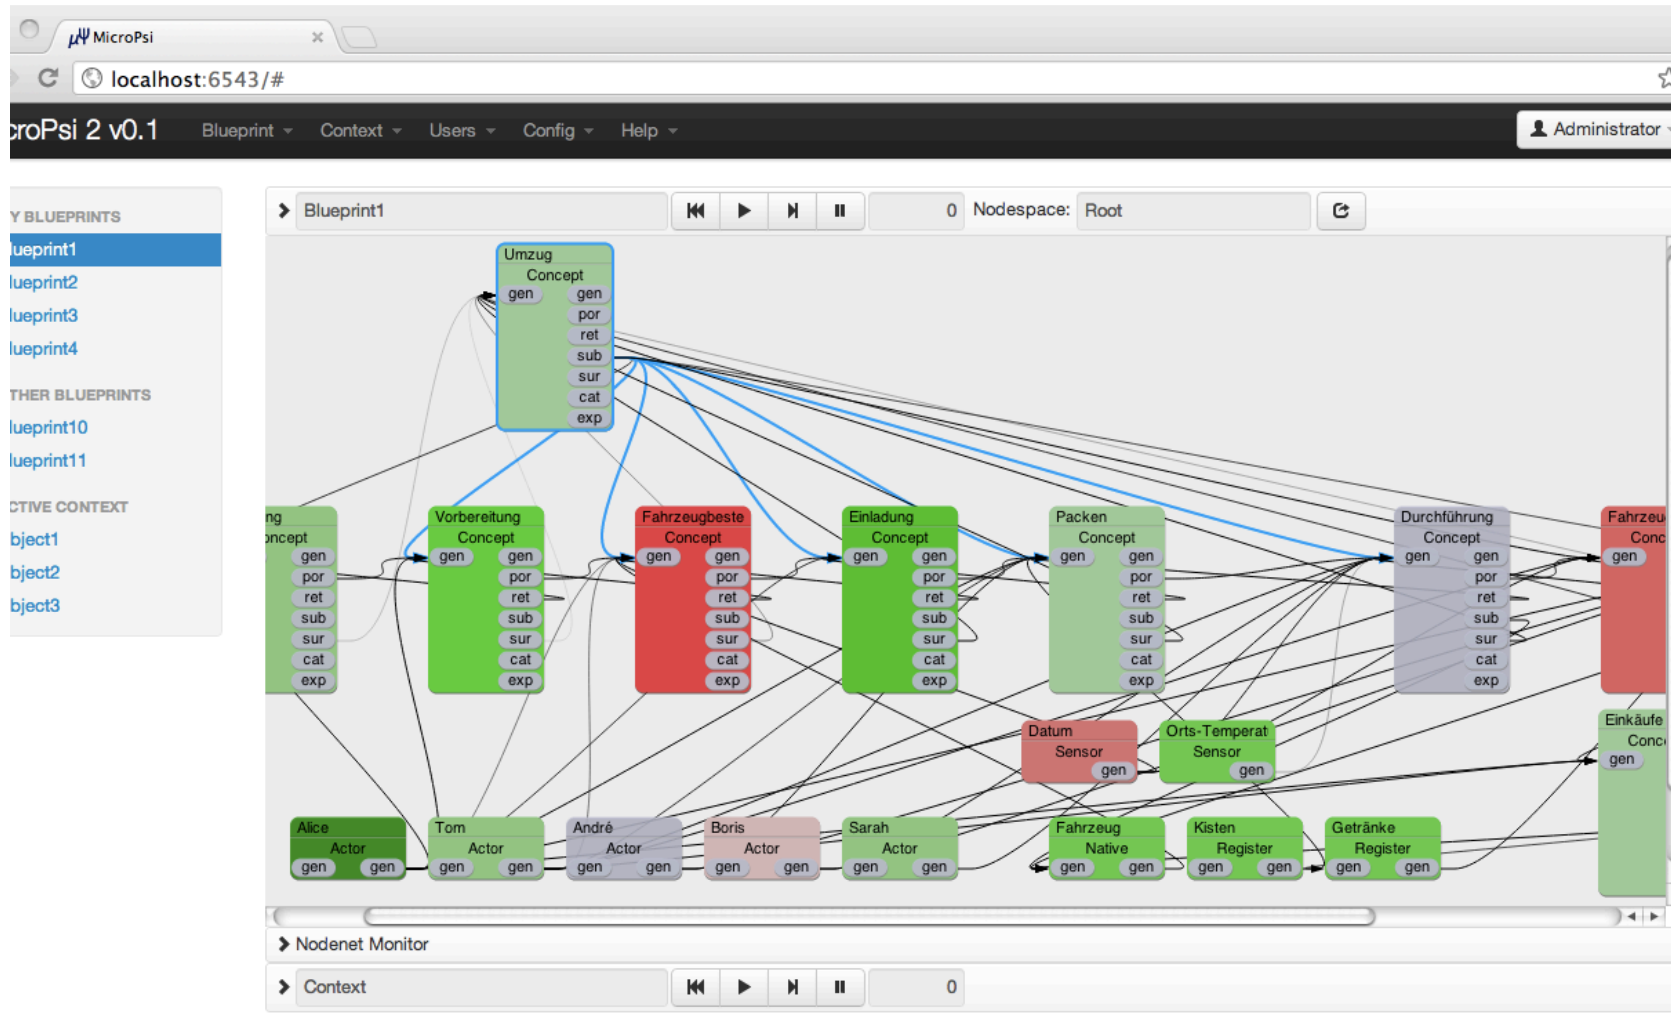 MicroPsi
localhost:6543/#
croPsi 2 v0.1 Blueprint Context Users Config Help Administrator
Y BLUEPRINTS
lueprint1
lueprint2
lueprint3
lueprint4
THER BLUEPRINTS
lueprint10
lueprint11
CTIVE CONTEXT
bject1
bject2
bject3
Blueprint1 0 Nodespace: Root
Umzug
Concept
gen gen
por
ret
sub
sur
cat
exp
ng
oncept
gen
por
ret
sub
sur
cat
exp
Vorbereitung
Concept
gen gen
por
ret
sub
sur
cat
exp
Fahrzeugbeste
Concept
gen gen
por
ret
sub
sur
cat
exp
Einladung
Concept
gen gen
por
ret
sub
sur
cat
exp
Packen
Concept
gen gen
por
ret
sub
sur
cat
exp
Durchführung
Concept
gen gen
por
ret
sub
sur
cat
exp
Fahrzeu
Conc
gen
Datum
Sensor
gen
Orts-Temperat
Sensor
gen
Einkäufe
Conce
gen
Alice
Actor
gen gen
Tom
Actor
gen gen
André
Actor
gen gen
Boris
Actor
gen gen
Sarah
Actor
gen gen
Fahrzeug
Native
gen gen
Kisten
Register
gen gen
Getränke
Register
gen gen
Nodenet Monitor
Context 0